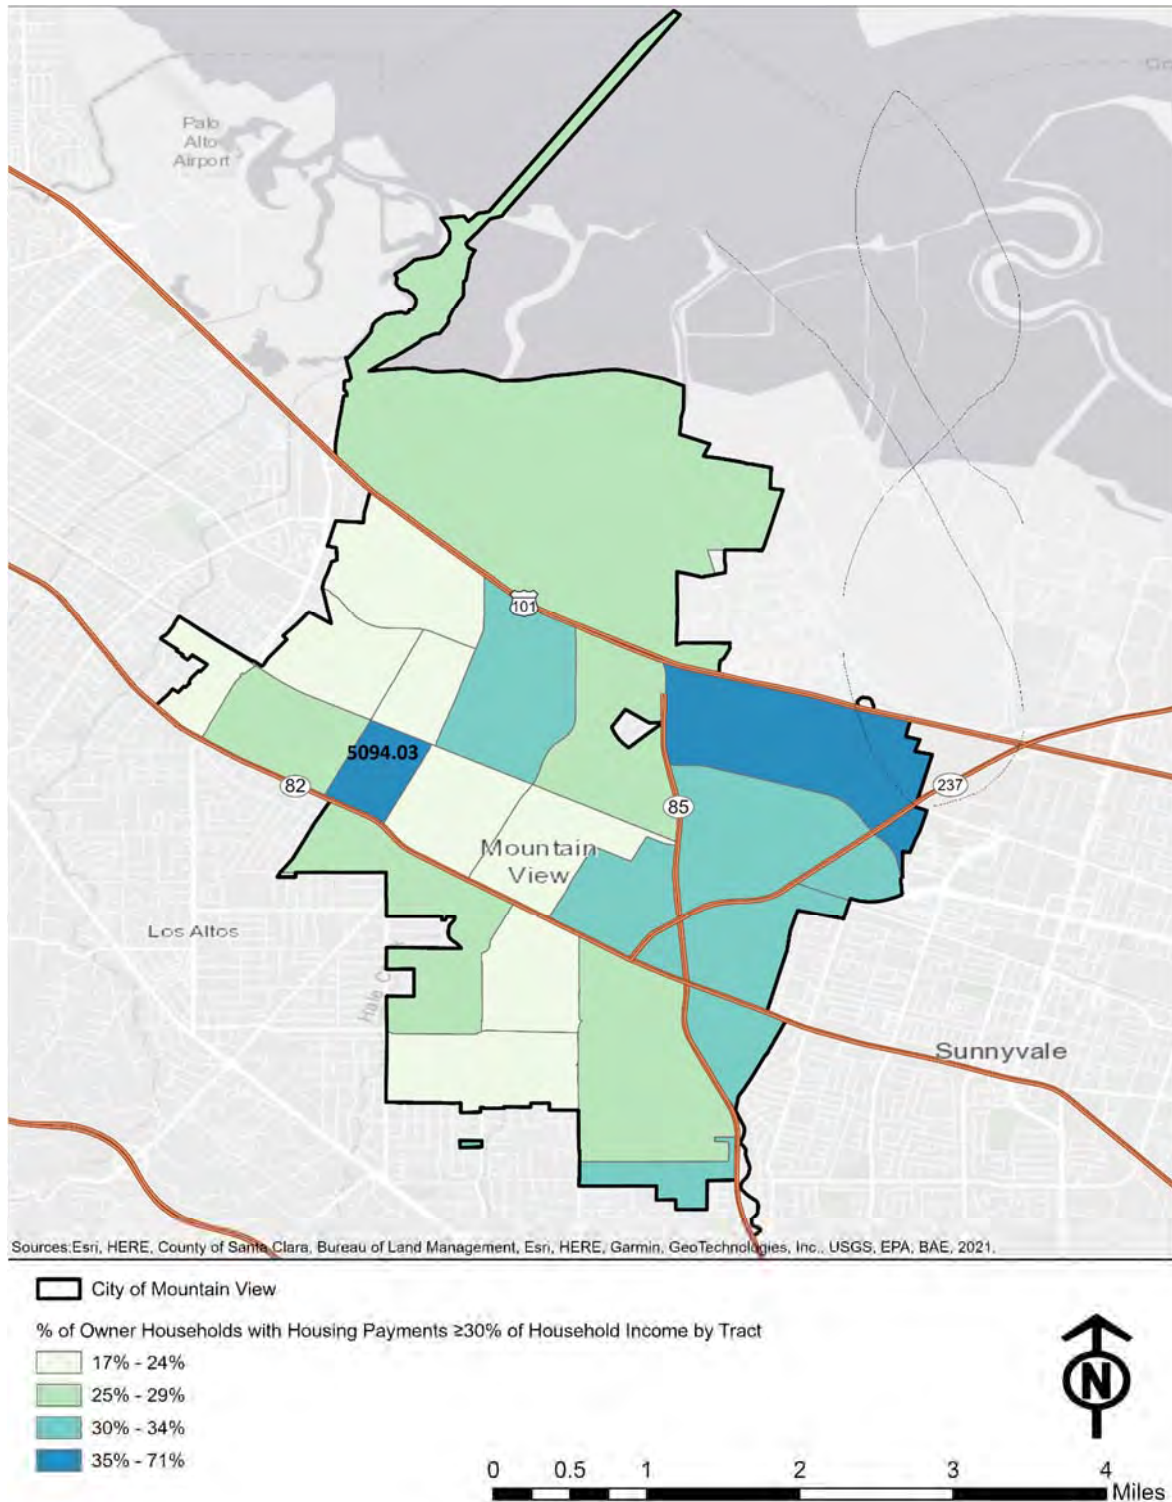 Palo
Alto
Airport
101
5094.03
82
85
237
Mountain
View
Los Altos
Sunnyvale
Sources:Esri, HERE, County of Santa Clara, Bureau of Land Management, Esri, HERE, Garmin, GeoTechnologies, Inc., USGS, EPA, BAE, 2021.
City of Mountain View
% of Owner Households with Housing Payments ≥30% of Household Income by Tract
17% - 24%
25% - 29%
30% - 34%
35% - 71%
N
0 0.5 1 2 3 4
Miles